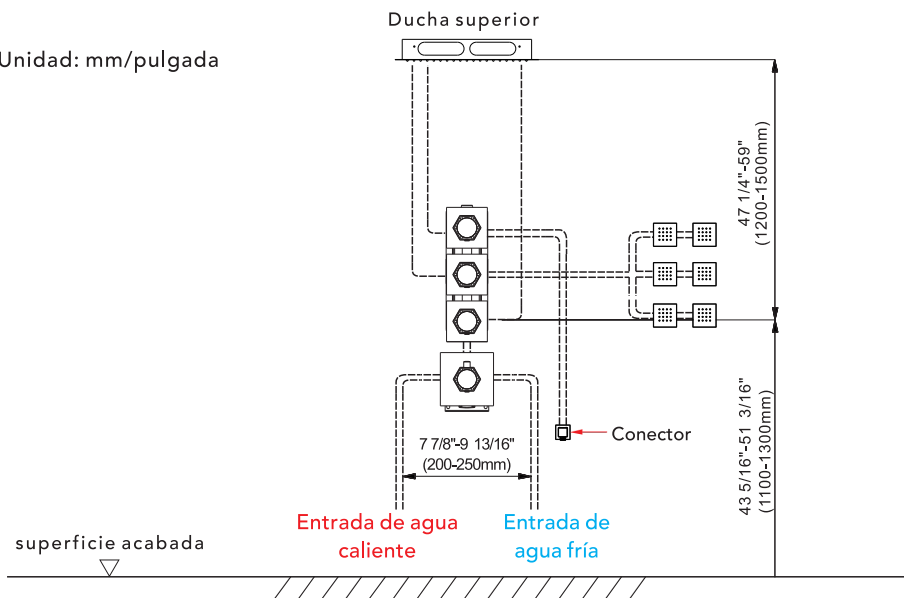 Ducha superior
Unidad: mm/pulgada
47 1/4"-59"
(1200-1500mm)
Conector
7 7/8"-9 13/16"
(200-250mm)
43 5/16"-51 3/16"
(1100-1300mm)
Entrada de agua
caliente
Entrada de
agua fría
superficie acabada